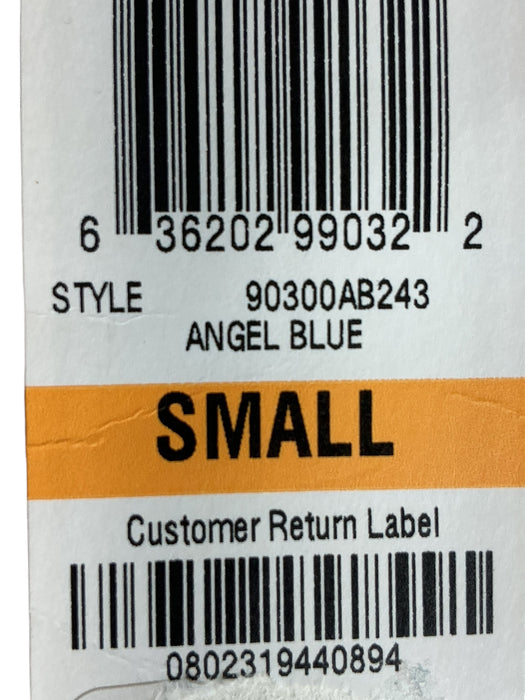 6 36202 99032 2
STYLE 90300AB243
ANGEL BLUE
SMALL
Customer Return Label
0802319440894